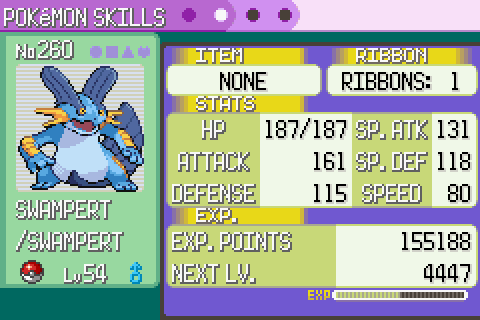 POKéMON SKILLS
No260
SWAMPERT
/SWAMPERT
Lv54
ITEM RIBBON
NONE RIBBONS: 1
STATS
HP 187/187 SP. ATK 131
ATTACK 161 SP. DEF 118
DEFENSE 115 SPEED 80
EXP.
EXP. POINTS 155188
NEXT LV. 4447
EXP